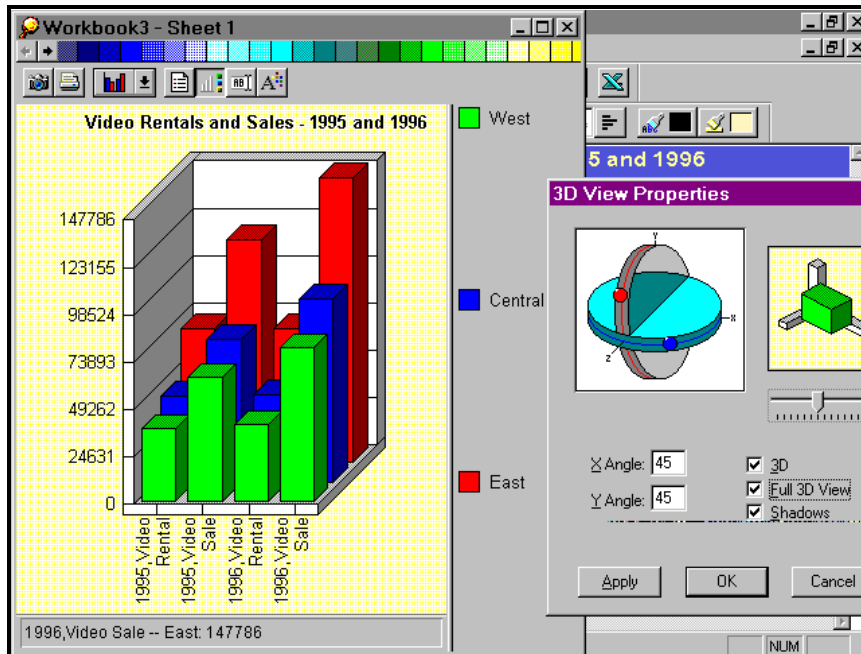 Workbook3 - Sheet 1
Video Rentals and Sales - 1995 and 1996
147786
123155
98524
73893
49262
24631
0
1995,Video Rental
1995,Video Sale
1996,Video Rental
1996,Video Sale
West
Central
East
1996,Video Sale -- East: 147786
5 and 1996
3D View Properties
Y
X
Z
X Angle: 45
Y Angle: 45
3D
Full 3D View
Shadows
Apply
OK
Cancel
NUM